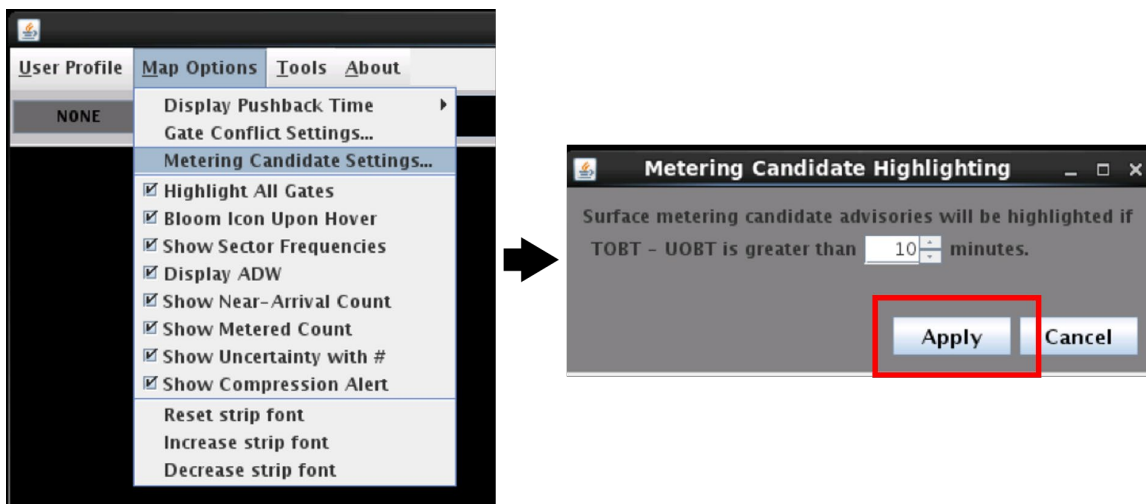 User Profile Map Options Tools About
NONE
Display Pushback Time
Gate Conflict Settings...
Metering Candidate Settings...
Highlight All Gates
Bloom Icon Upon Hover
Show Sector Frequencies
Display ADW
Show Near-Arrival Count
Show Metered Count
Show Uncertainty with #
Show Compression Alert
Reset strip font
Increase strip font
Decrease strip font
Metering Candidate Highlighting
Surface metering candidate advisories will be highlighted if
TOBT - UOBT is greater than 10 minutes.
Apply Cancel